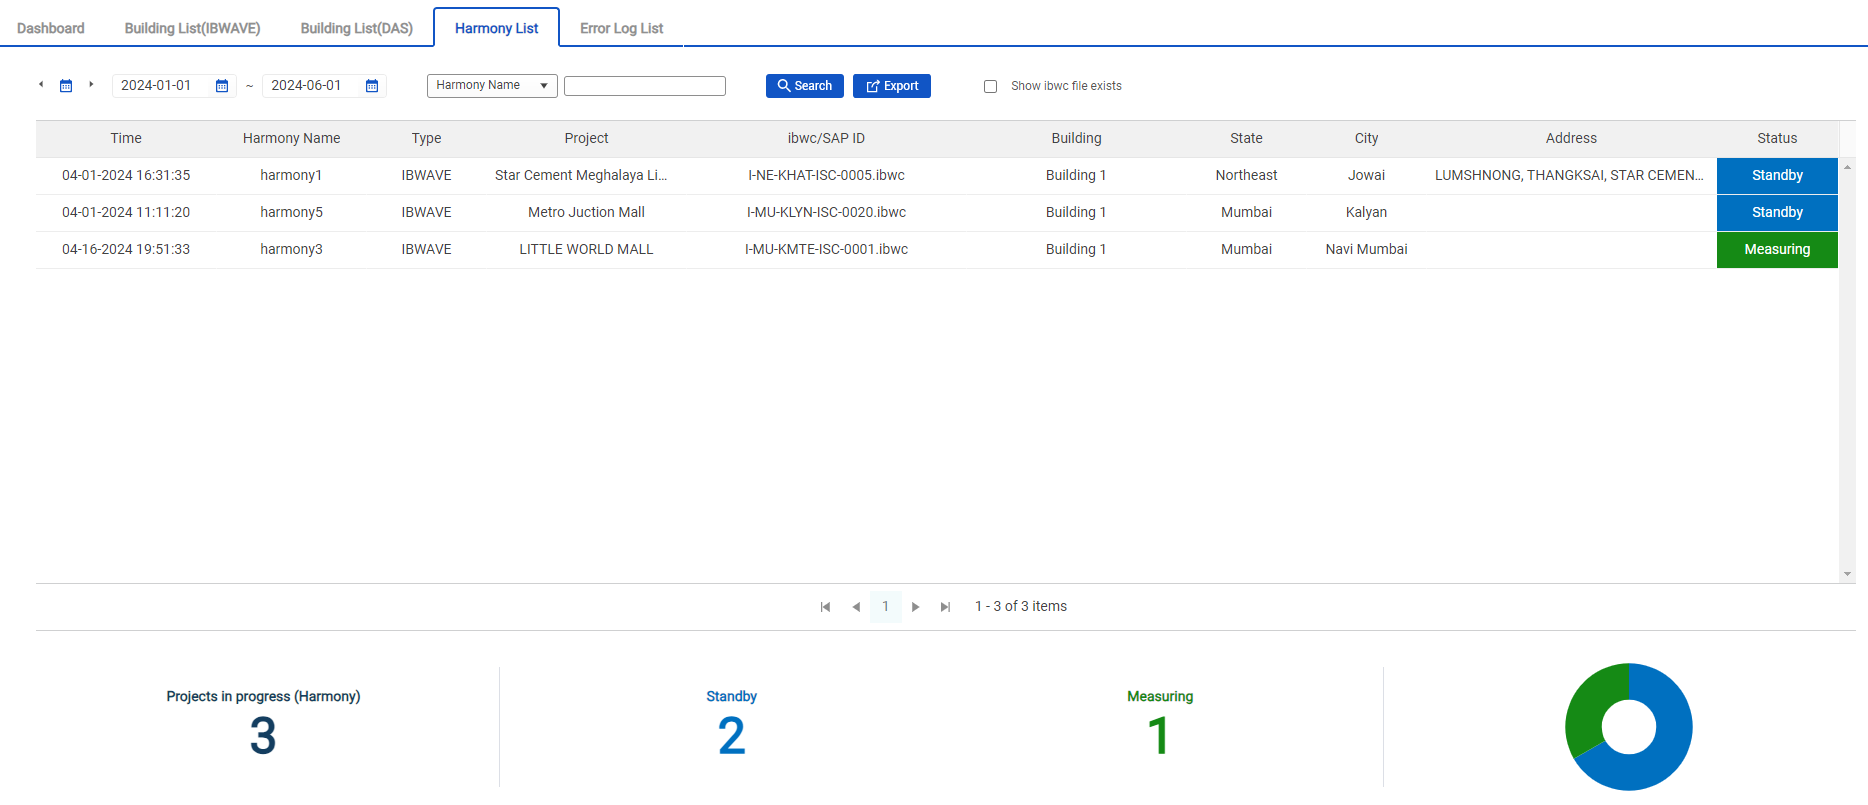 Dashboard Building List(IBWAVE) Building List(DAS) Harmony List Error Log List
2024-01-01 ~ 2024-06-01 Harmony Name Search Export Show ibwc file exists
Time Harmony Name Type Project ibwc/SAP ID Building State City Address Status
04-01-2024 16:31:35 harmony1 IBWAVE Star Cement Meghalaya Li... I-NE-KHAT-ISC-0005.ibwc Building 1 Northeast Jowai LUMSHNONG, THANGKSAI, STAR CEMEN... Standby
04-01-2024 11:11:20 harmony5 IBWAVE Metro Juction Mall I-MU-KLYN-ISC-0020.ibwc Building 1 Mumbai Kalyan Standby
04-16-2024 19:51:33 harmony3 IBWAVE LITTLE WORLD MALL I-MU-KMTE-ISC-0001.ibwc Building 1 Mumbai Navi Mumbai Measuring
1 1 - 3 of 3 items
Projects in progress (Harmony) Standby Measuring
3 2 1